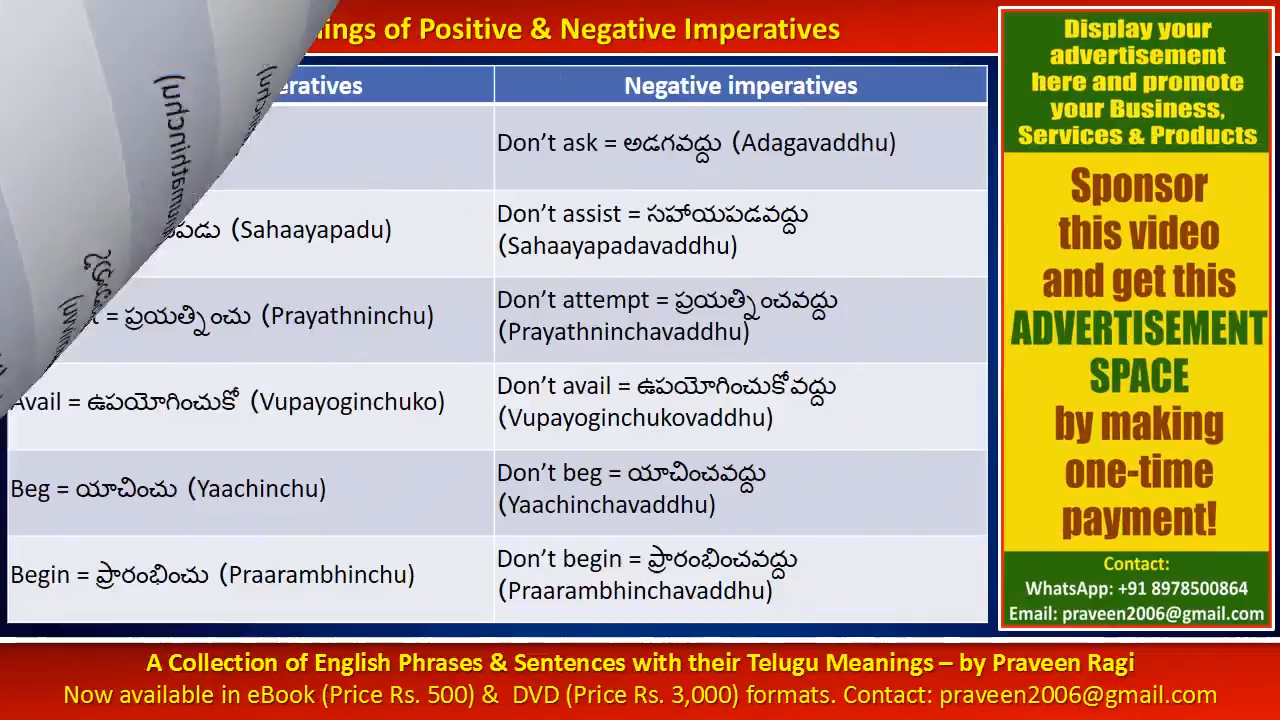 ings of Positive & Negative Imperatives
eratives
Negative imperatives
Don't ask = అడగవద్దు (Adagavaddhu)
పడు (Sahaayapadu)
Don't assist = సహాయపడవద్దు
(Sahaayapadavaddhu)
= ప్రయత్నించు (Prayathninchu)
Don't attempt = ప్రయత్నించవద్దు
(Prayathninchavaddhu)
Avail = ఉపయోగించుకో (Vupayoginchuko)
Don't avail = ఉపయోగించుకోవద్దు
(Vupayoginchukovaddhu)
Beg = యాచించు (Yaachinchu)
Don't beg = యాచించవద్దు
(Yaachinchavaddhu)
Begin = ప్రారంభించు (Praarambhinchu)
Don't begin = ప్రారంభించవద్దు
(Praarambhinchavaddhu)
Display your
advertisement
here and promote
your Business,
Services & Products
Sponsor
this video
and get this
ADVERTISEMENT
SPACE
by making
one-time
payment!
Contact:
WhatsApp: +91 8978500864
Email: praveen2006@gmail.com
A Collection of English Phrases & Sentences with their Telugu Meanings – by Praveen Ragi
Now available in eBook (Price Rs. 500) & DVD (Price Rs. 3,000) formats. Contact: praveen2006@gmail.com